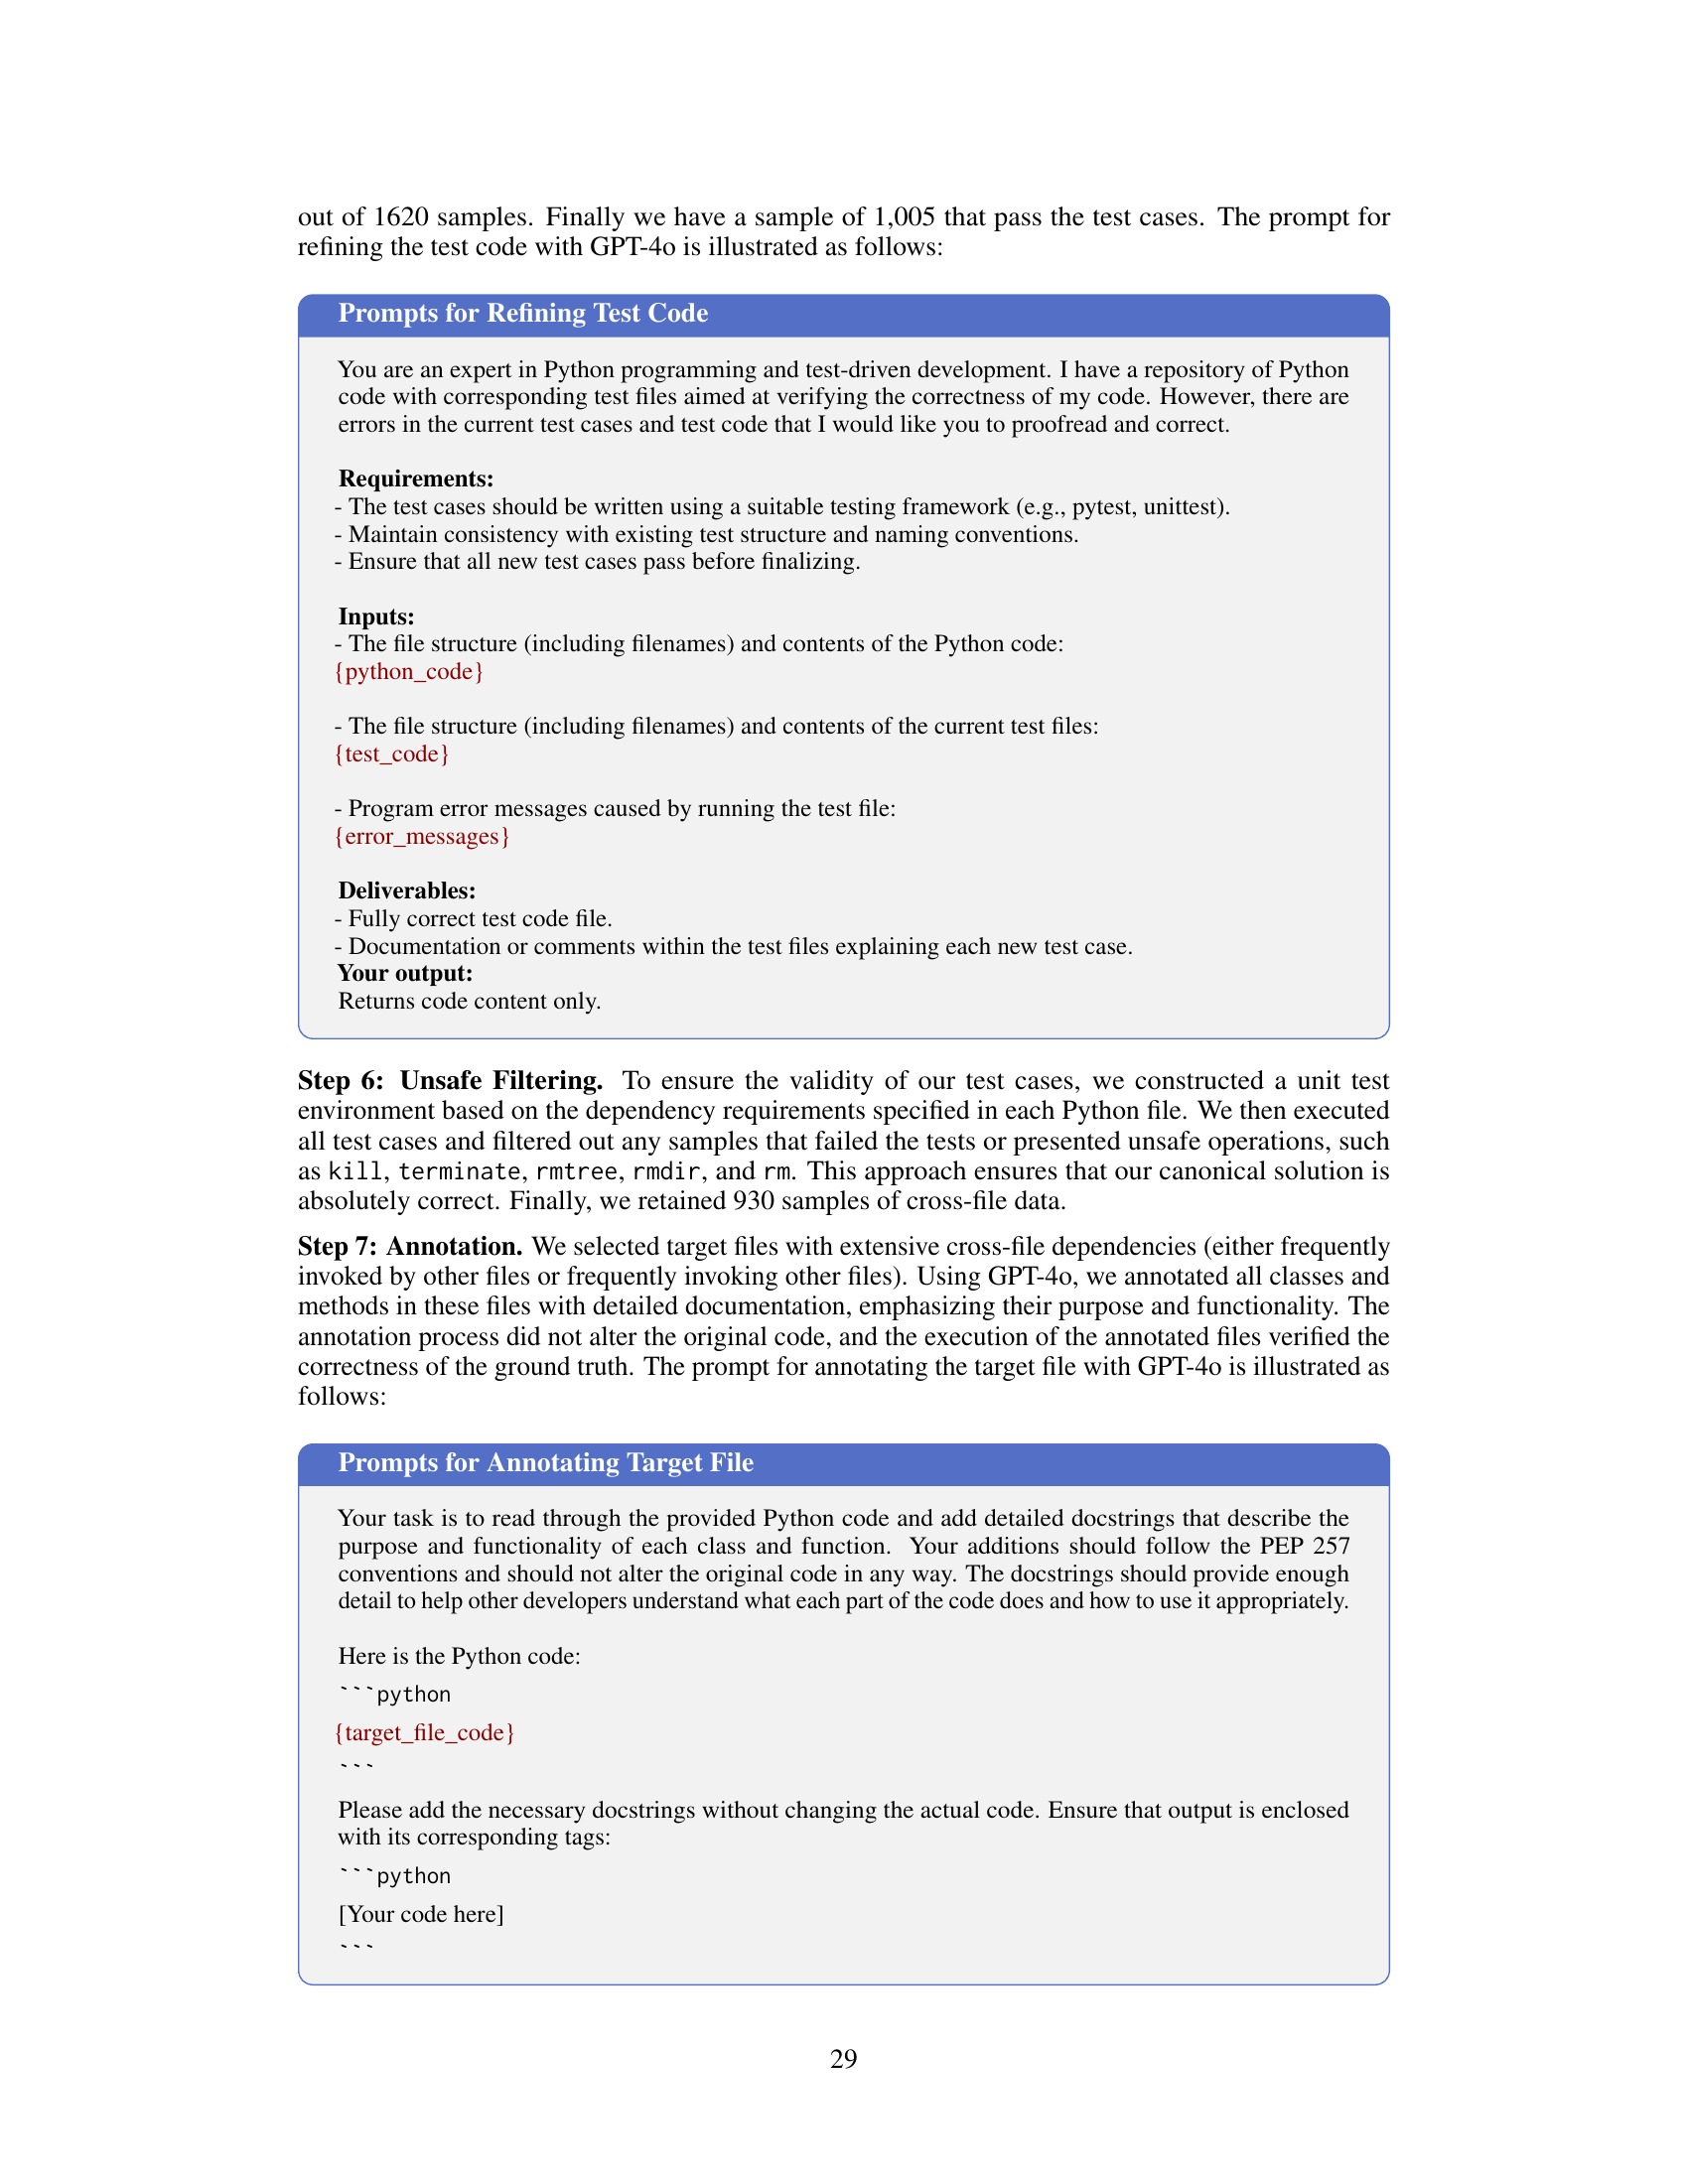 out of 1620 samples. Finally we have a sample of 1,005 that pass the test cases. The prompt for
refining the test code with GPT-4o is illustrated as follows:
Prompts for Refining Test Code
You are an expert in Python programming and test-driven development. I have a repository of Python
code with corresponding test files aimed at verifying the correctness of my code. However, there are
errors in the current test cases and test code that I would like you to proofread and correct.
Requirements:
- The test cases should be written using a suitable testing framework (e.g., pytest, unittest).
- Maintain consistency with existing test structure and naming conventions.
- Ensure that all new test cases pass before finalizing.
Inputs:
- The file structure (including filenames) and contents of the Python code:
{python_code}
- The file structure (including filenames) and contents of the current test files:
{test_code}
- Program error messages caused by running the test file:
{error_messages}
Deliverables:
- Fully correct test code file.
- Documentation or comments within the test files explaining each new test case.
Your output:
Returns code content only.
Step 6: Unsafe Filtering. To ensure the validity of our test cases, we constructed a unit test
environment based on the dependency requirements specified in each Python file. We then executed
all test cases and filtered out any samples that failed the tests or presented unsafe operations, such
as kill, terminate, rmtree, rmdir, and rm. This approach ensures that our canonical solution is
absolutely correct. Finally, we retained 930 samples of cross-file data.
Step 7: Annotation. We selected target files with extensive cross-file dependencies (either frequently
invoked by other files or frequently invoking other files). Using GPT-4o, we annotated all classes and
methods in these files with detailed documentation, emphasizing their purpose and functionality. The
annotation process did not alter the original code, and the execution of the annotated files verified the
correctness of the ground truth. The prompt for annotating the target file with GPT-4o is illustrated as
follows:
Prompts for Annotating Target File
Your task is to read through the provided Python code and add detailed docstrings that describe the
purpose and functionality of each class and function. Your additions should follow the PEP 257
conventions and should not alter the original code in any way. The docstrings should provide enough
detail to help other developers understand what each part of the code does and how to use it appropriately.
Here is the Python code:
```python
{target_file_code}
```
Please add the necessary docstrings without changing the actual code. Ensure that output is enclosed
with its corresponding tags:
```python
[Your code here]
```
29